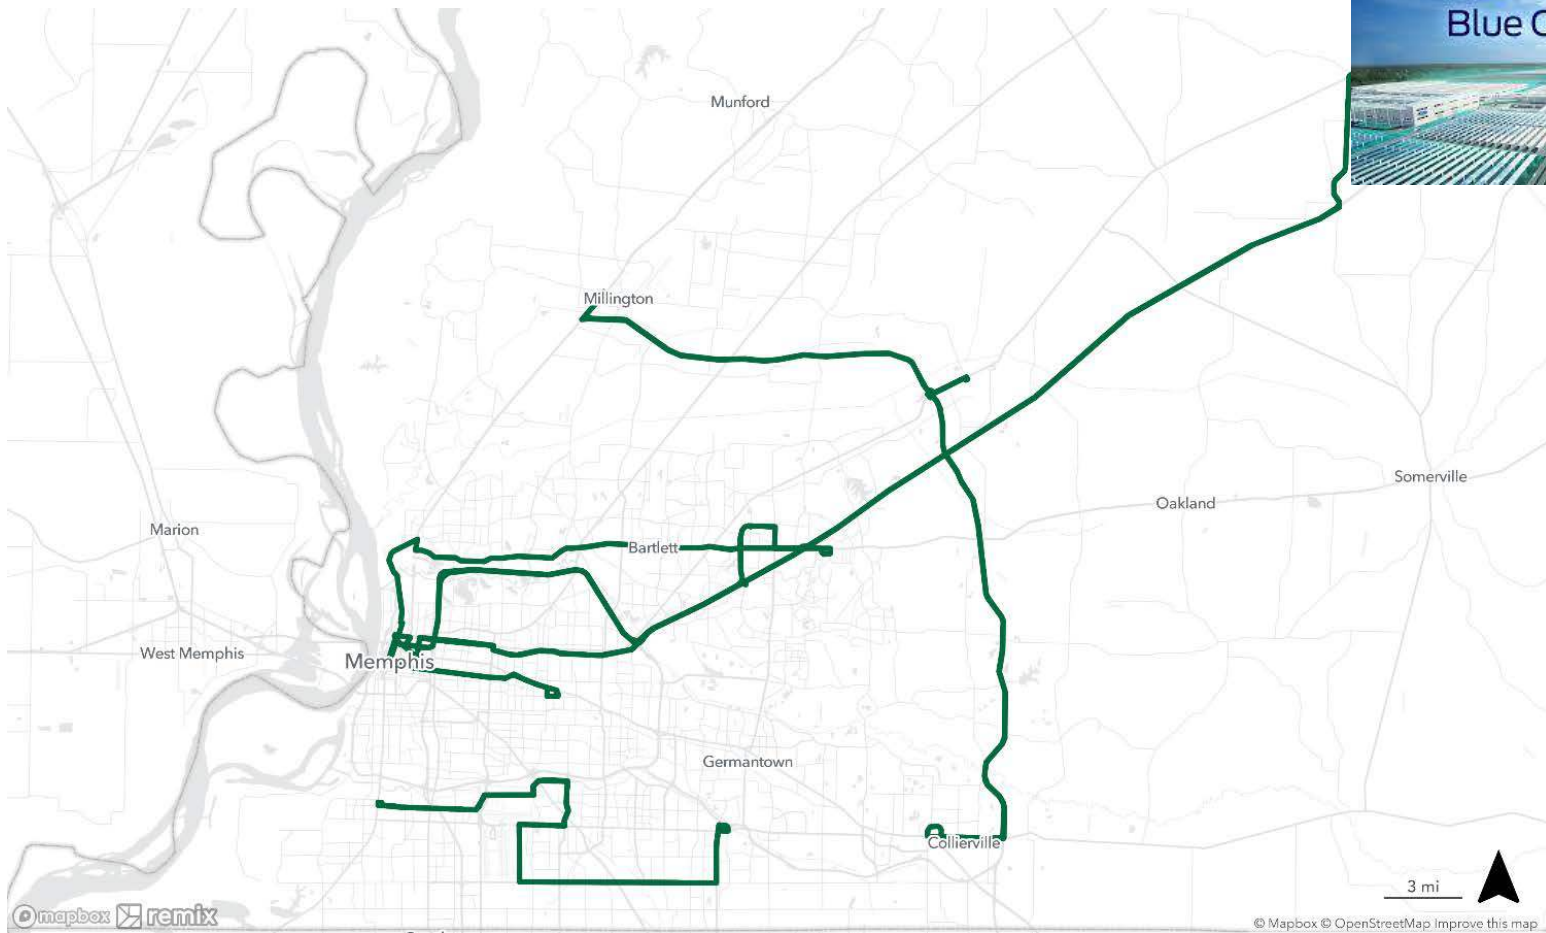 Blue
Munford
Millington
Somerville
Oakland
Marion
Bartlett
West Memphis
Memphis
Germantown
Collierville
3 mi
mapbox remix
© Mapbox © OpenStreetMap Improve this map